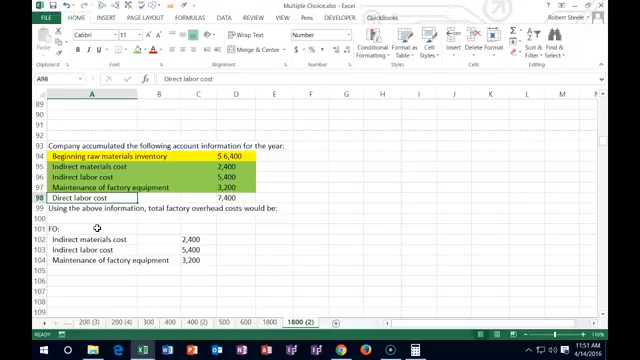 Multiple Choice.xlsx - Excel
Robert Steele
FILE HOME INSERT PAGE LAYOUT FORMULAS DATA REVIEW VIEW Pens DEVELOPER QuickBooks
Calibri 11
Wrap Text
Number
Merge & Center
Paste
Conditional Formatting
Format as Table
Cell Styles
Insert Delete Format
Clipboard Font Alignment Number Styles Cells Editing
A98 Direct labor cost
A B C D E F G H I J K L M N
89
90
91
92
93 Company accumulated the following account information for the year:
94 Beginning raw materials inventory $ 6,400
95 Indirect materials cost 2,400
96 Indirect labor cost 5,400
97 Maintenance of factory equipment 3,200
98 Direct labor cost 7,400
99 Using the above information, total factory overhead costs would be:
100
101 FO:
102 Indirect materials cost 2,400
103 Indirect labor cost 5,400
104 Maintenance of factory equipment 3,200
105
106
107
108
109
200 (3) 200 (4) 300 400 400 (2) 500 600 1800 1800 (2)
READY
11:51 AM
4/14/2016